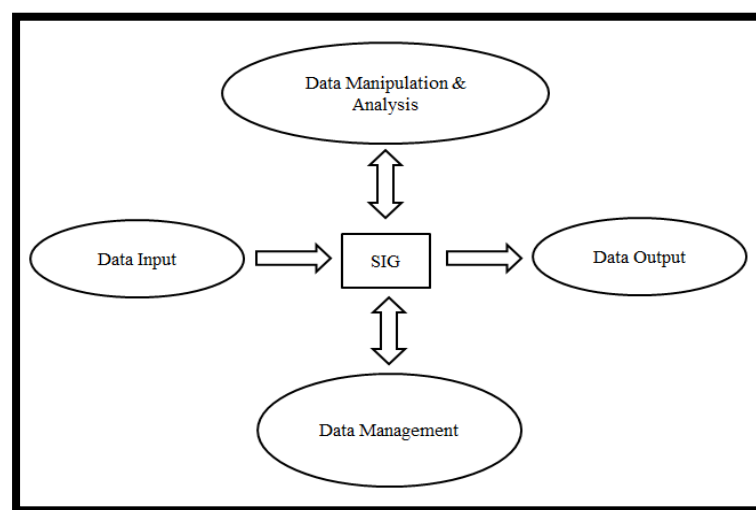 Data Manipulation &
Analysis
Data Input
SIG
Data Output
Data Management